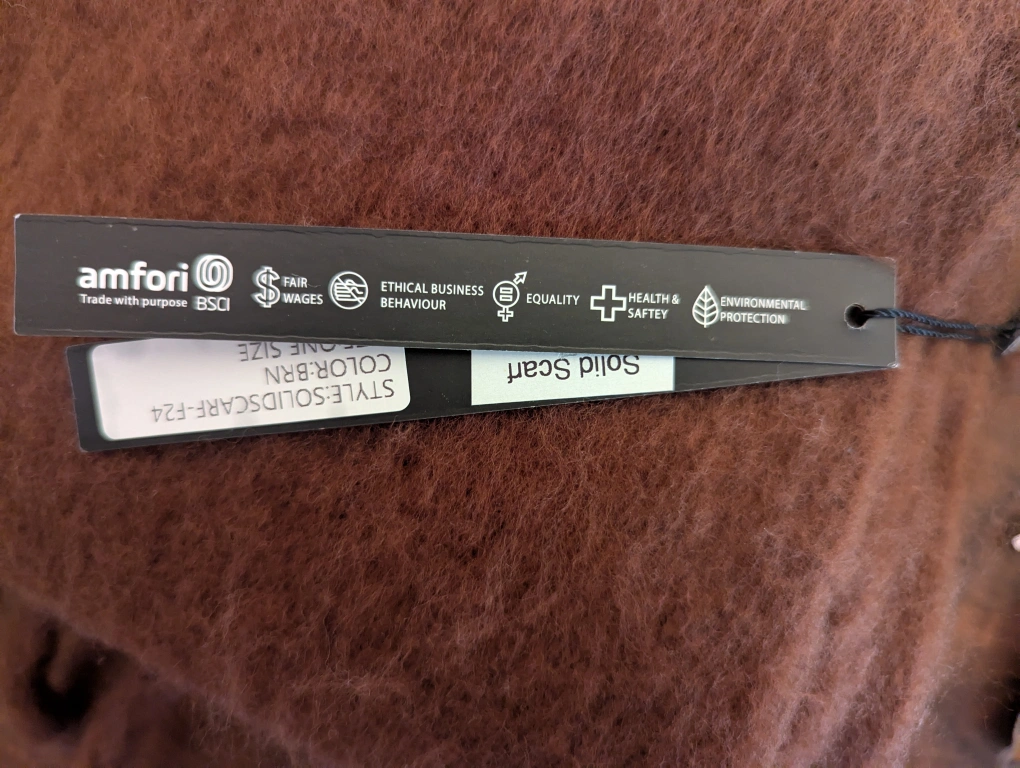 amfori
Trade with purpose BSCI
FAIR
WAGES
ETHICAL BUSINESS
BEHAVIOUR
EQUALITY
HEALTH &
SAFTEY
ENVIRONMENTAL
PROTECTION
Solid Scarf
STYLE:SOLIDSCARF-F24
COLOR:BRN
ONE SIZE